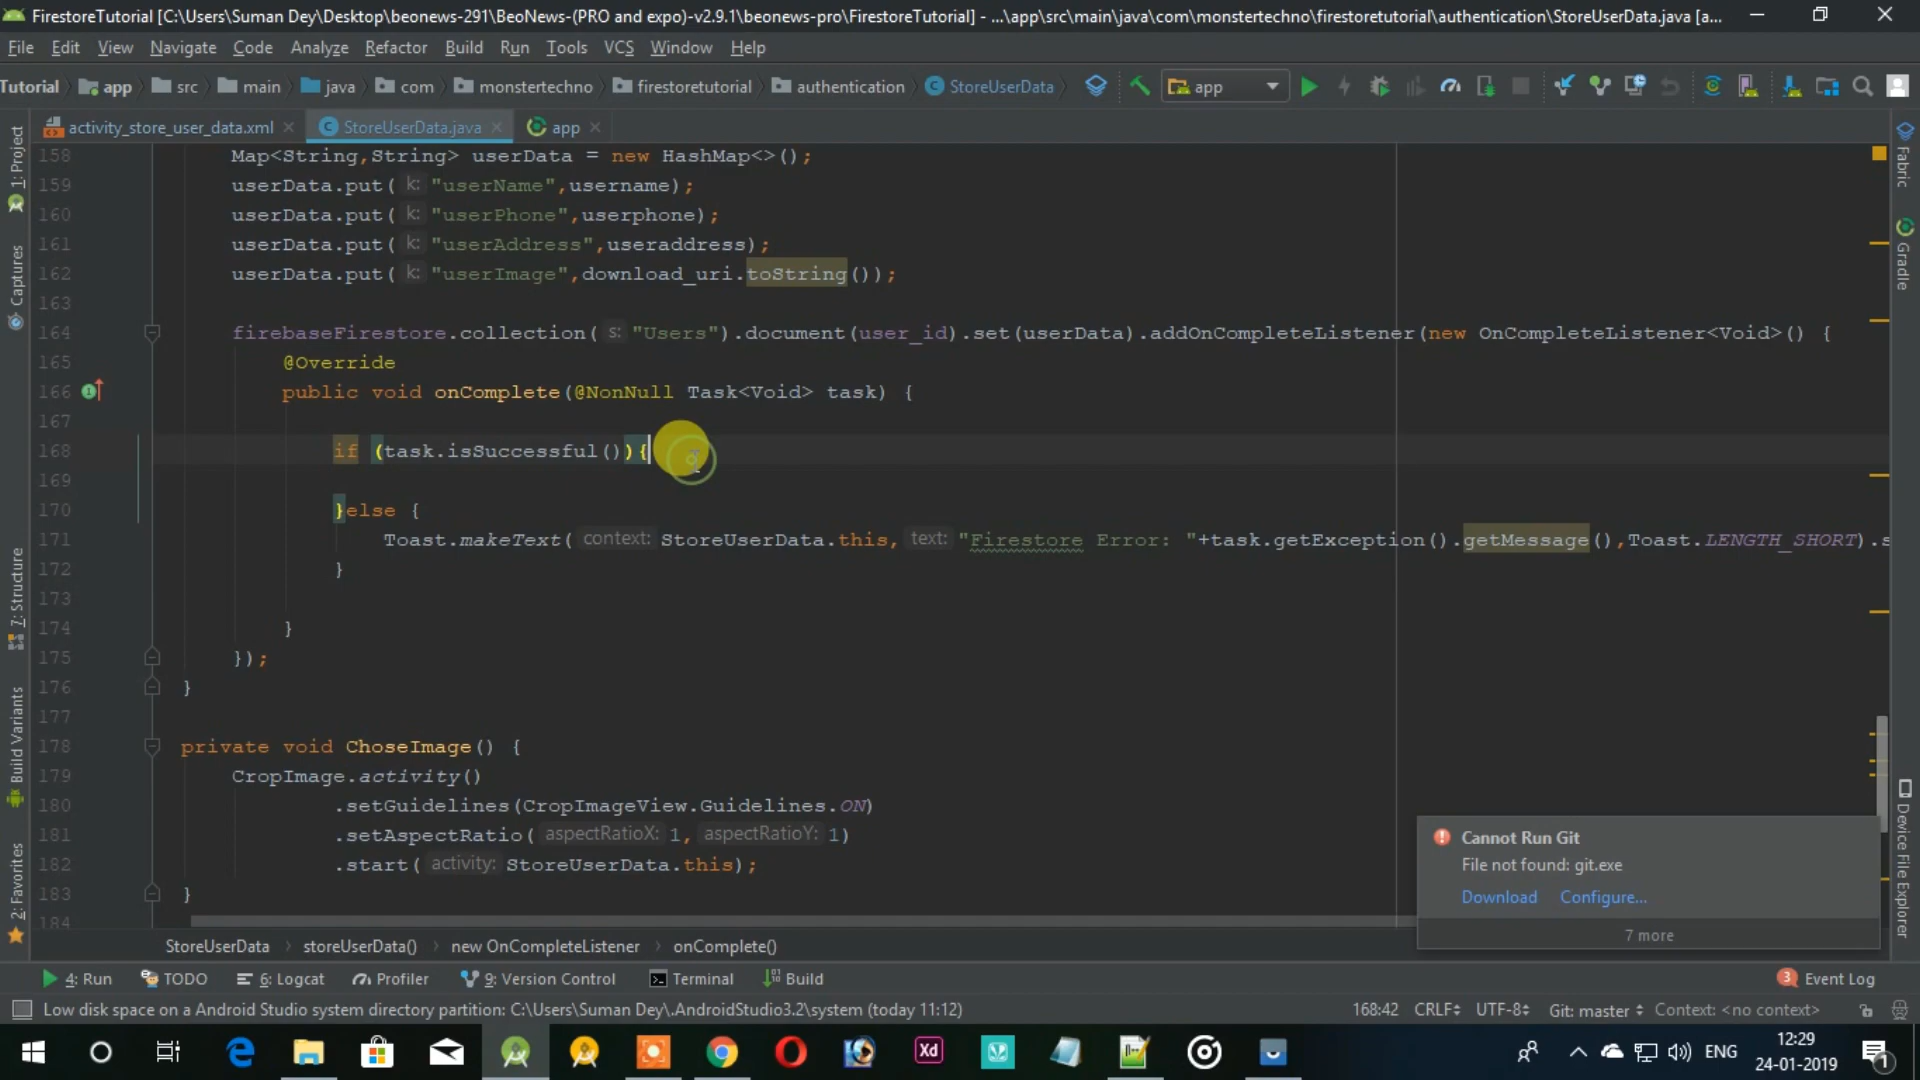 FirestoreTutorial [C:\Users\Suman Dey\Desktop\beonews-291\BeoNews-(PRO and expo)-v2.9.1\beonews-pro\FirestoreTutorial] - ...\app\src\main\java\com\monstertechno\firestoretutorial\authentication\StoreUserData.java [a...
File Edit View Navigate Code Analyze Refactor Build Run Tools VCS Window Help
Tutorial app src main java com monstertechno firestoretutorial authentication StoreUserData app
activity_store_user_data.xml StoreUserData.java app
158 Map<String,String> userData = new HashMap<>();
159 userData.put( k: "userName",username);
160 userData.put( k: "userPhone",userphone);
161 userData.put( k: "userAddress",useraddress);
162 userData.put( k: "userImage",download_uri.toString());
163
164 firebaseFirestore.collection( s: "Users").document(user_id).set(userData).addOnCompleteListener(new OnCompleteListener<Void>() {
165 @Override
166 public void onComplete(@NonNull Task<Void> task) {
167
168 if (task.isSuccessful()){
169
170 }else {
171 Toast.makeText( context: StoreUserData.this, text: "Firestore Error: "+task.getException().getMessage(),Toast.LENGTH_SHORT).s
172 }
173
174 }
175 });
176 }
177
178 private void ChoseImage() {
179 CropImage.activity()
180 .setGuidelines(CropImageView.Guidelines.ON)
181 .setAspectRatio( aspectRatioX: 1, aspectRatioY: 1)
182 .start( activity: StoreUserData.this);
183 }
184
1: Project
Captures
7: Structure
Build Variants
2: Favorites
Fabric
Gradle
Device File Explorer
Cannot Run Git
File not found: git.exe
Download Configure...
7 more
StoreUserData storeUserData() new OnCompleteListener onComplete()
4: Run TODO 6: Logcat Profiler 9: Version Control Terminal Build 3 Event Log
Low disk space on a Android Studio system directory partition: C:\Users\Suman Dey\.AndroidStudio3.2\system (today 11:12) 168:42 CRLF UTF-8 Git: master Context: <no context>
Xd ENG 12:29
24-01-2019
1